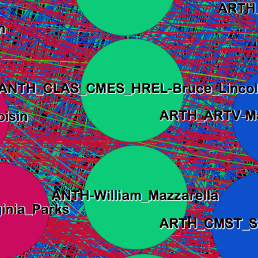 ARTH
ANTH_CLAS_CMES_HREL-Bruce_Lincol
oisin
ARTH_ARTV-M
ANTH-William_Mazzarella
inia_Parks
ARTH_CMST_S